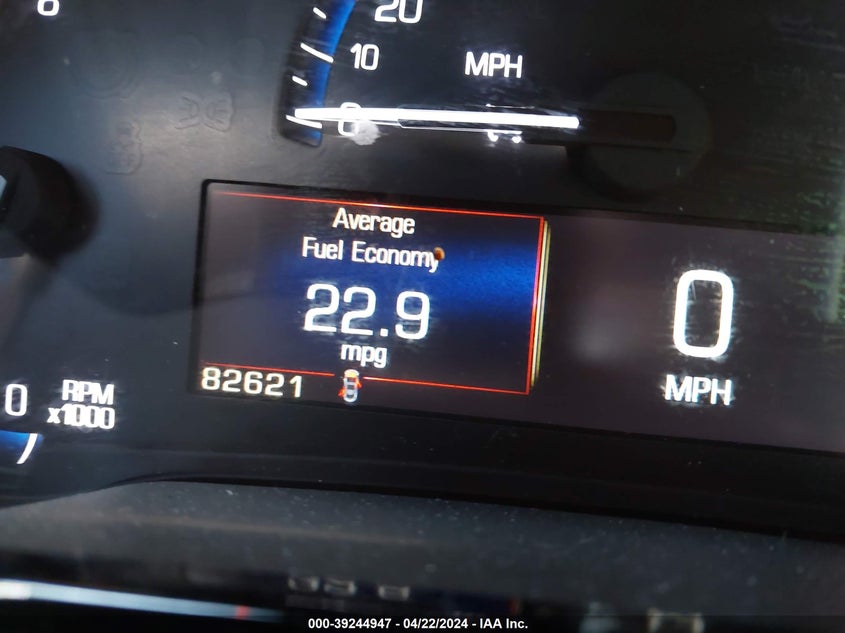 20
10
MPH
0
Average
Fuel Economy
22.9
mpg
82621
0
MPH
0
RPM
x1000
000-39244947 - 04/22/2024 - IAA Inc.